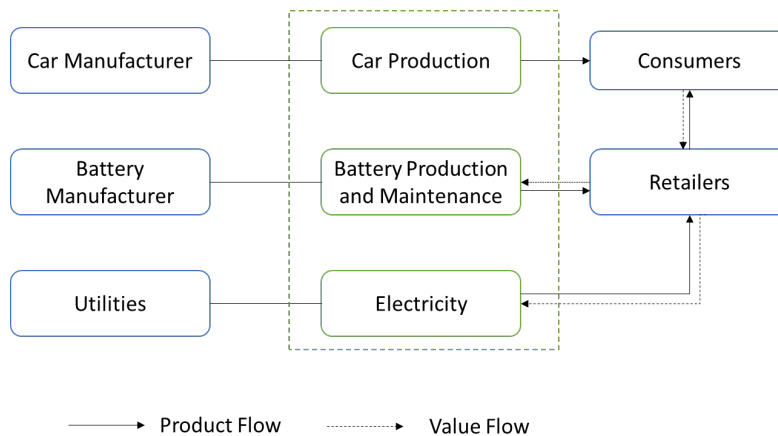 Car Manufacturer
Car Production
Consumers
Battery
Manufacturer
Battery Production
and Maintenance
Retailers
Utilities
Electricity
Product Flow
Value Flow